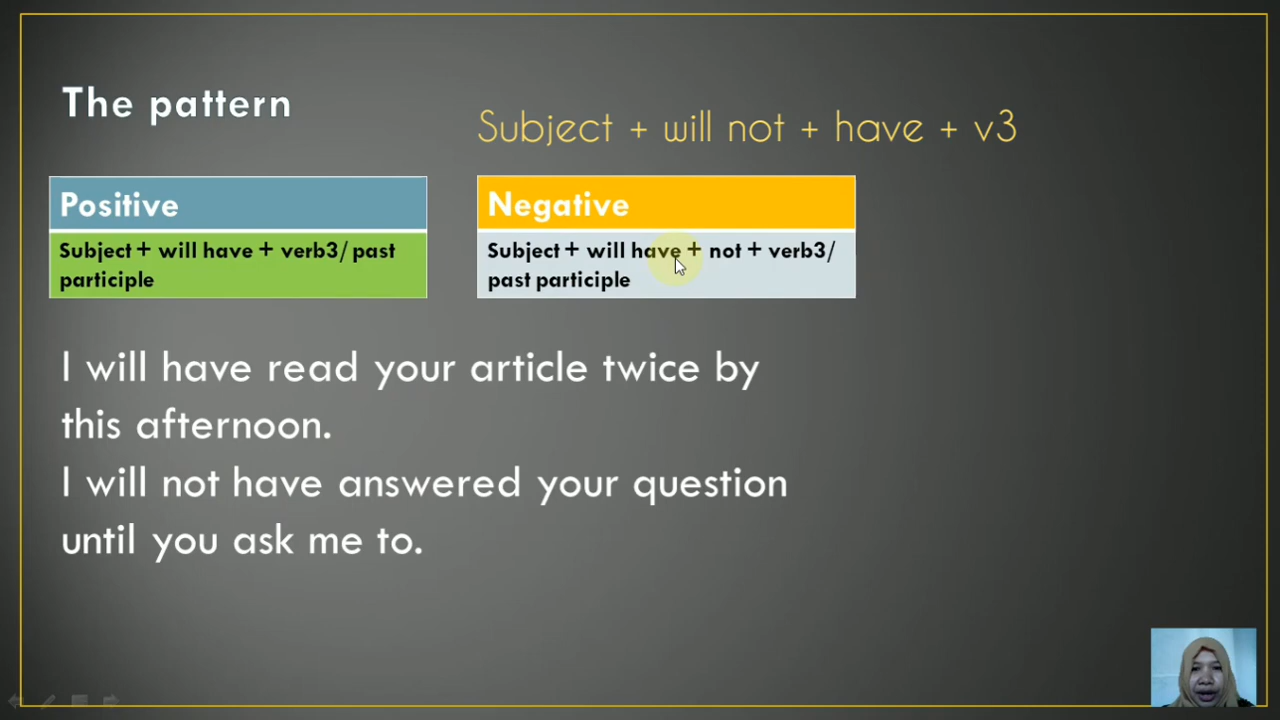 The pattern
Subject + will not + have + v3
Positive
Subject + will have + verb3/ past
participle
Negative
Subject + will have + not + verb3/
past participle
I will have read your article twice by
this afternoon.
I will not have answered your question
until you ask me to.